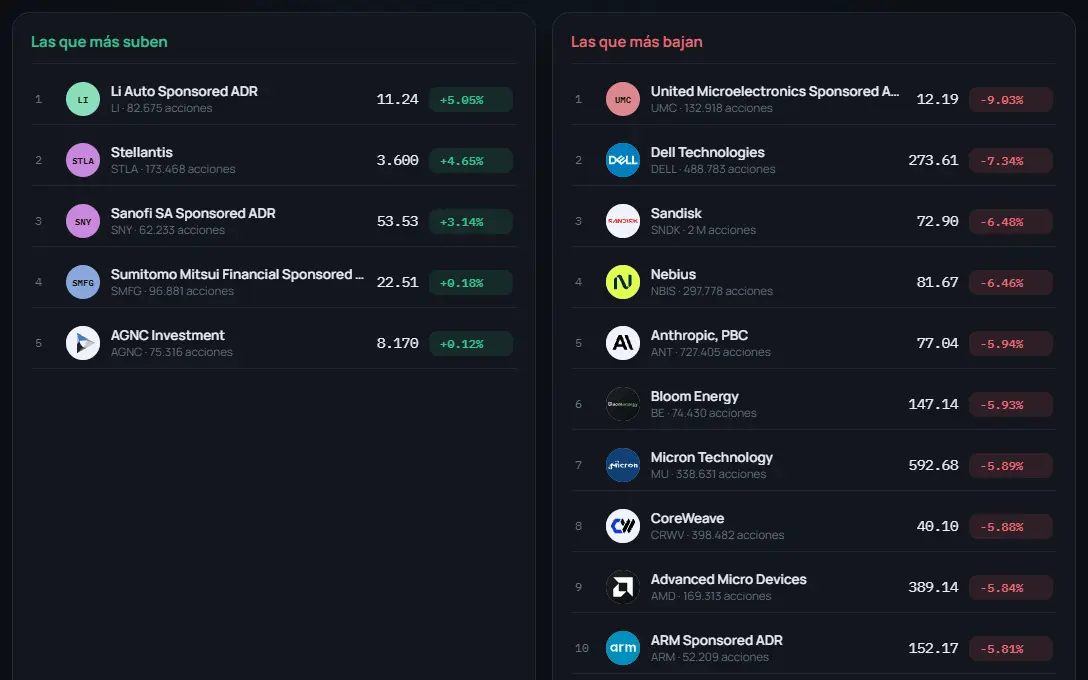 Las que más suben
1 LI Li Auto Sponsored ADR 11.24 +5.05%
LI · 82.675 acciones
2 STLA Stellantis 3.600 +4.65%
STLA · 173.468 acciones
3 SNY Sanofi SA Sponsored ADR 53.53 +3.14%
SNY · 62.233 acciones
4 SMFG Sumitomo Mitsui Financial Sponsored ... 22.51 +0.18%
SMFG · 96.881 acciones
5 AGNC Investment 8.170 +0.12%
AGNC · 75.316 acciones
Las que más bajan
1 UMC United Microelectronics Sponsored A... 12.19 -9.03%
UMC · 132.918 acciones
2 DELL Dell Technologies 273.61 -7.34%
DELL · 488.783 acciones
3 SANDISK Sandisk 72.90 -6.48%
SNDK · 2 M acciones
4 Nebius 81.67 -6.46%
NBIS · 297.778 acciones
5 Anthropic, PBC 77.04 -5.94%
ANT · 727.405 acciones
6 Bloomenergy Bloom Energy 147.14 -5.93%
BE · 74.430 acciones
7 Micron Micron Technology 592.68 -5.89%
MU · 338.631 acciones
8 CoreWeave 40.10 -5.88%
CRWV · 398.482 acciones
9 Advanced Micro Devices 389.14 -5.84%
AMD · 169.313 acciones
10 arm ARM Sponsored ADR 152.17 -5.81%
ARM · 52.209 acciones